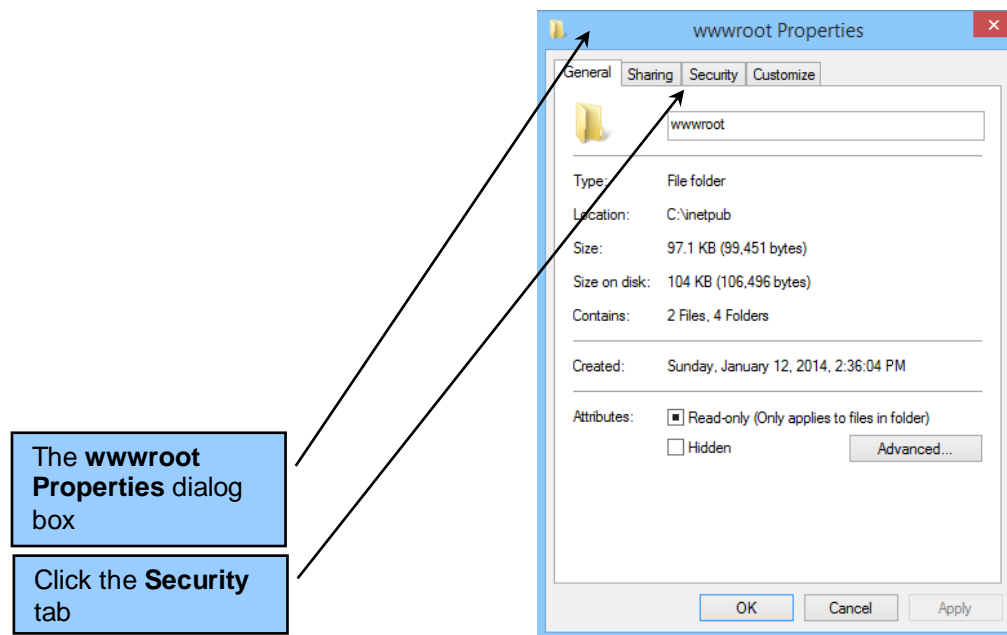 wwwroot Properties
General Sharing Security Customize
wwwroot
Type: File folder
Location: C:\inetpub
Size: 97.1 KB (99,451 bytes)
Size on disk: 104 KB (106,496 bytes)
Contains: 2 Files, 4 Folders
Created: Sunday, January 12, 2014, 2:36:04 PM
Attributes: Read-only (Only applies to files in folder)
Hidden Advanced...
OK Cancel Apply
The wwwroot
Properties dialog
box
Click the Security
tab